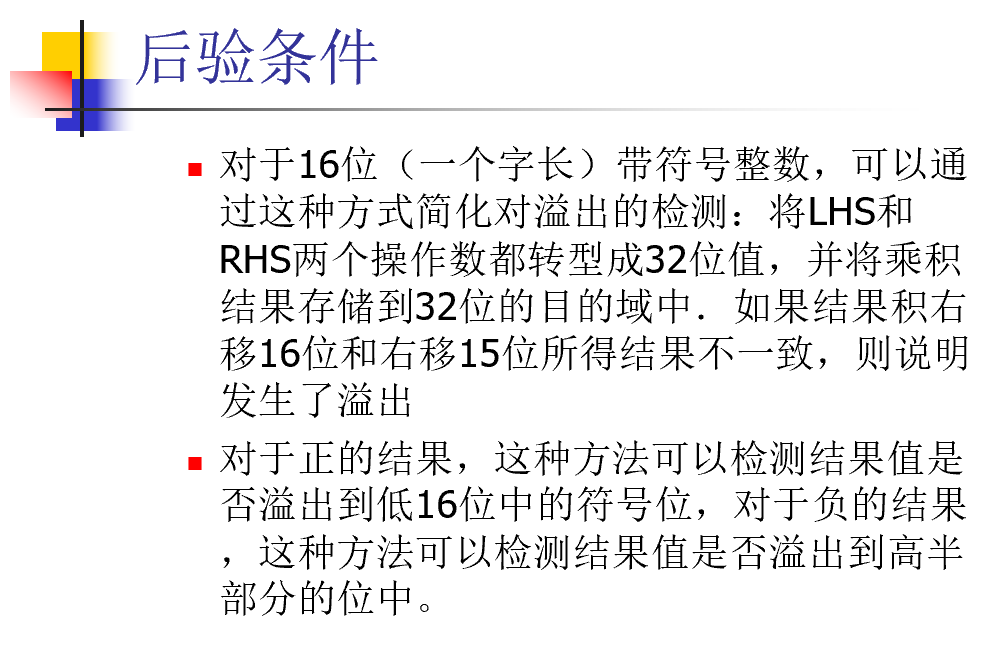 后验条件
对于16位（一个字长）带符号整数，可以通
过这种方式简化对溢出的检测：将LHS和
RHS两个操作数都转型成32位值，并将乘积
结果存储到32位的目的域中．如果结果积右
移16位和右移15位所得结果不一致，则说明
发生了溢出
对于正的结果，这种方法可以检测结果值是
否溢出到低16位中的符号位，对于负的结果
，这种方法可以检测结果值是否溢出到高半
部分的位中。